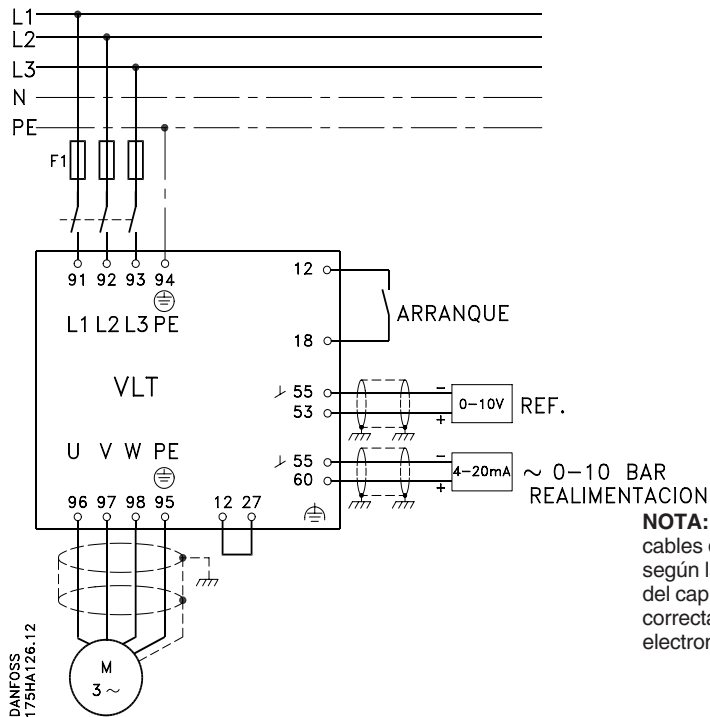 L1
L2
L3
N
PE
F1
91 92 93 94
L1 L2 L3 PE
12
ARRANQUE
18
VLT
55
53
0-10V
REF.
U V W PE
55
60
4-20mA
∼ 0-10 BAR
REALIMENTACION
96 97 98 95
12 27
M
3 ∼
DANFOSS
175HA126.12
NOTA:
cables
según l
del cap
correcta
electron